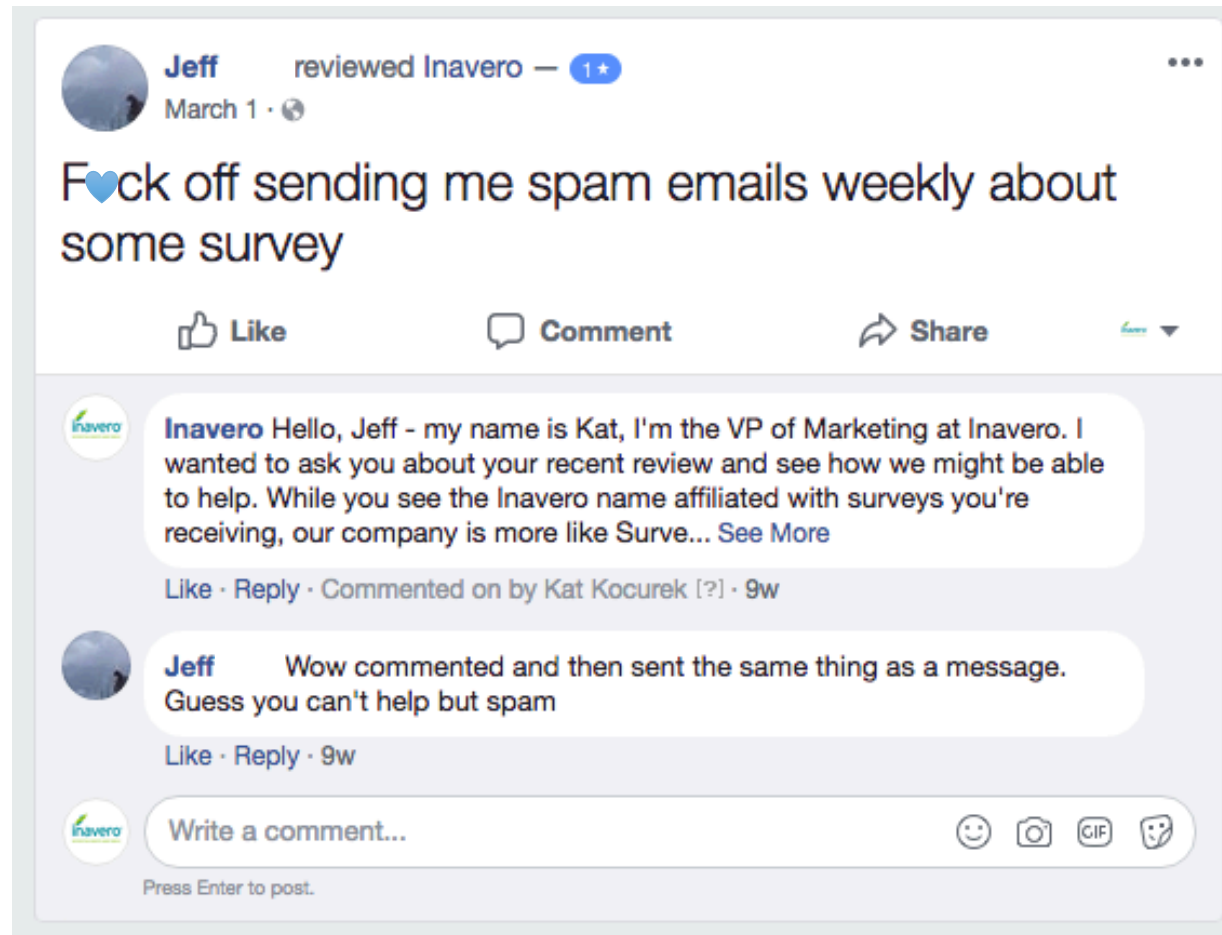 Jeff reviewed Inavero — 1★
March 1 ·
F💙ck off sending me spam emails weekly about
some survey
Like Comment Share
inavero Inavero Hello, Jeff - my name is Kat, I'm the VP of Marketing at Inavero. I
wanted to ask you about your recent review and see how we might be able
to help. While you see the Inavero name affiliated with surveys you're
receiving, our company is more like Surve... See More
Like · Reply · Commented on by Kat Kocurek [?] · 9w
Jeff Wow commented and then sent the same thing as a message.
Guess you can't help but spam
Like · Reply · 9w
inavero Write a comment... GIF
Press Enter to post.